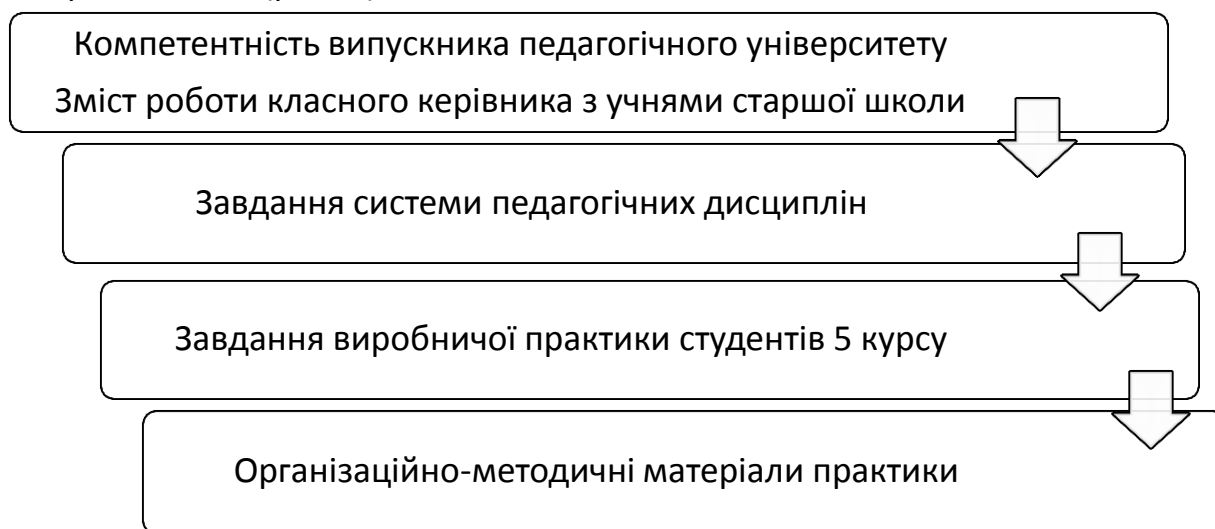 Компетентність випускника педагогічного університету
Зміст роботи класного керівника з учнями старшої школи
Завдання системи педагогічних дисциплін
Завдання виробничої практики студентів 5 курсу
Організаційно-методичні матеріали практики